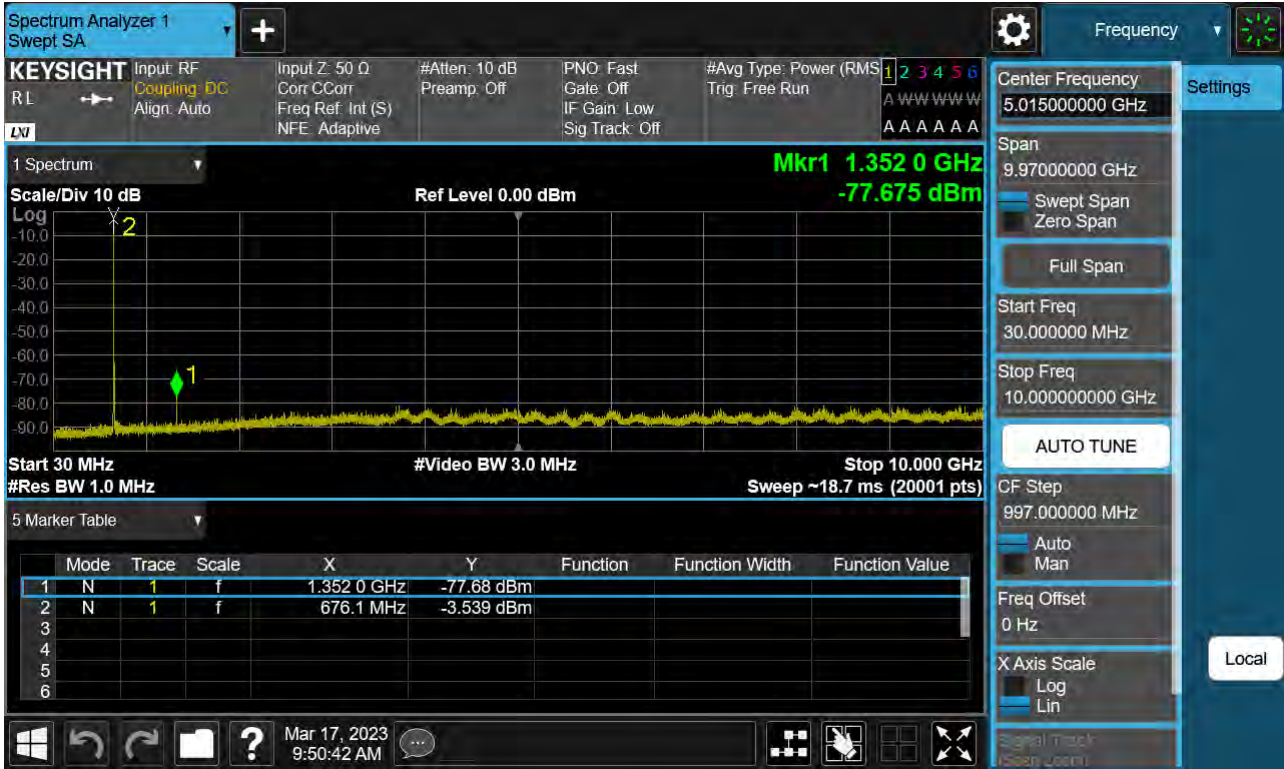 Spectrum Analyzer 1
Swept SA
+
Frequency
KEYSIGHT
RL
LXI
Input: RF
Coupling: DC
Align: Auto
Input Z: 50 Ω
Corr CCorr
Freq Ref: Int (S)
NFE: Adaptive
#Atten: 10 dB
Preamp: Off
PNO: Fast
Gate: Off
IF Gain: Low
Sig Track: Off
#Avg Type: Power (RMS
Trig: Free Run
1 2 3 4 5 6
A W W W W W
A A A A A A
1 Spectrum
Mkr1 1.352 0 GHz
-77.675 dBm
Scale/Div 10 dB
Ref Level 0.00 dBm
Log
-10.0
-20.0
-30.0
-40.0
-50.0
-60.0
-70.0
-80.0
-90.0
2
1
Start 30 MHz
#Video BW 3.0 MHz
Stop 10.000 GHz
#Res BW 1.0 MHz
Sweep ~18.7 ms (20001 pts)
5 Marker Table
Mode Trace Scale X Y Function Function Width Function Value
1 N 1 f 1.352 0 GHz -77.68 dBm
2 N 1 f 676.1 MHz -3.539 dBm
3
4
5
6
Center Frequency
5.015000000 GHz
Settings
Span
9.97000000 GHz
Swept Span
Zero Span
Full Span
Start Freq
30.000000 MHz
Stop Freq
10.000000000 GHz
AUTO TUNE
CF Step
997.000000 MHz
Auto
Man
Freq Offset
0 Hz
X Axis Scale
Log
Lin
Signal Track
(Span Zoom)
Local
?
Mar 17, 2023
9:50:42 AM